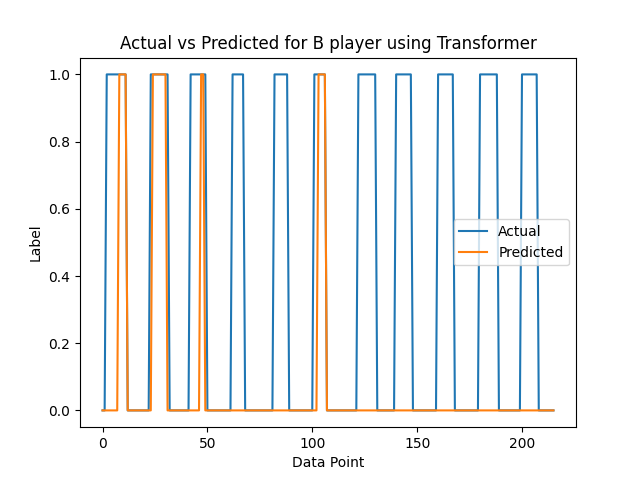 Actual vs Predicted for B player using Transformer
1.0
0.8
0.6
0.4
0.2
0.0
Label
Actual
Predicted
0
50
100
150
200
Data Point